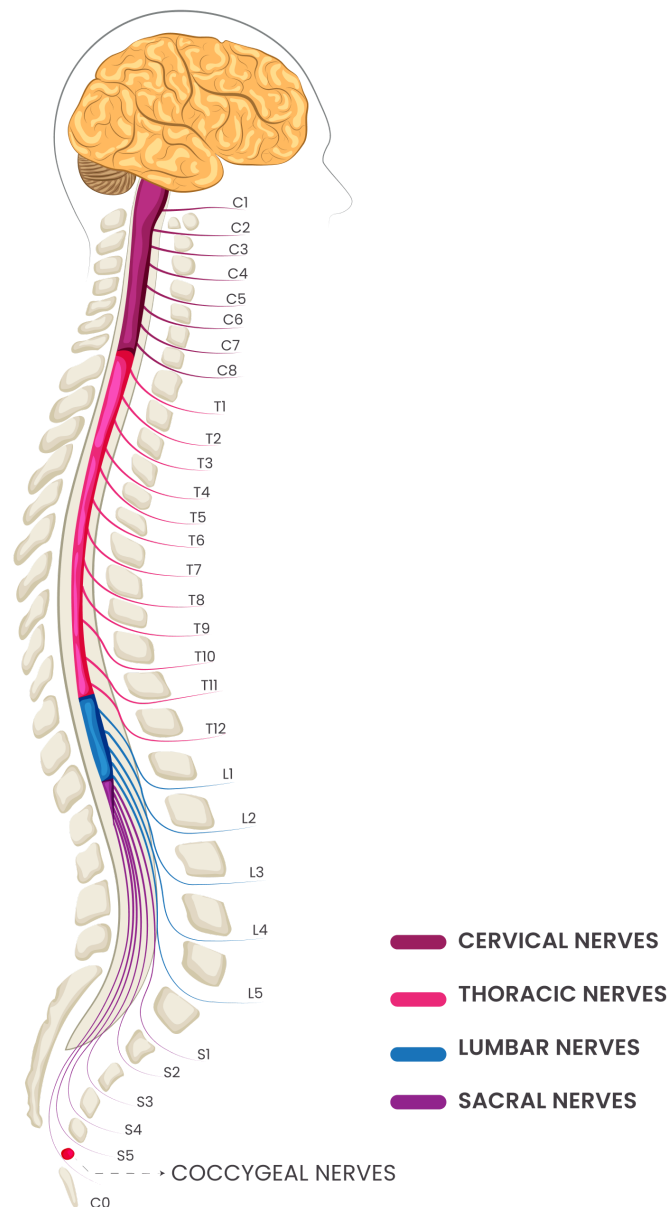 C1
C2
C3
C4
C5
C6
C7
C8
T1
T2
T3
T4
T5
T6
T7
T8
T9
T10
T11
T12
L1
L2
L3
L4
L5
S1
S2
S3
S4
S5
C0
COCCYGEAL NERVES
CERVICAL NERVES
THORACIC NERVES
LUMBAR NERVES
SACRAL NERVES